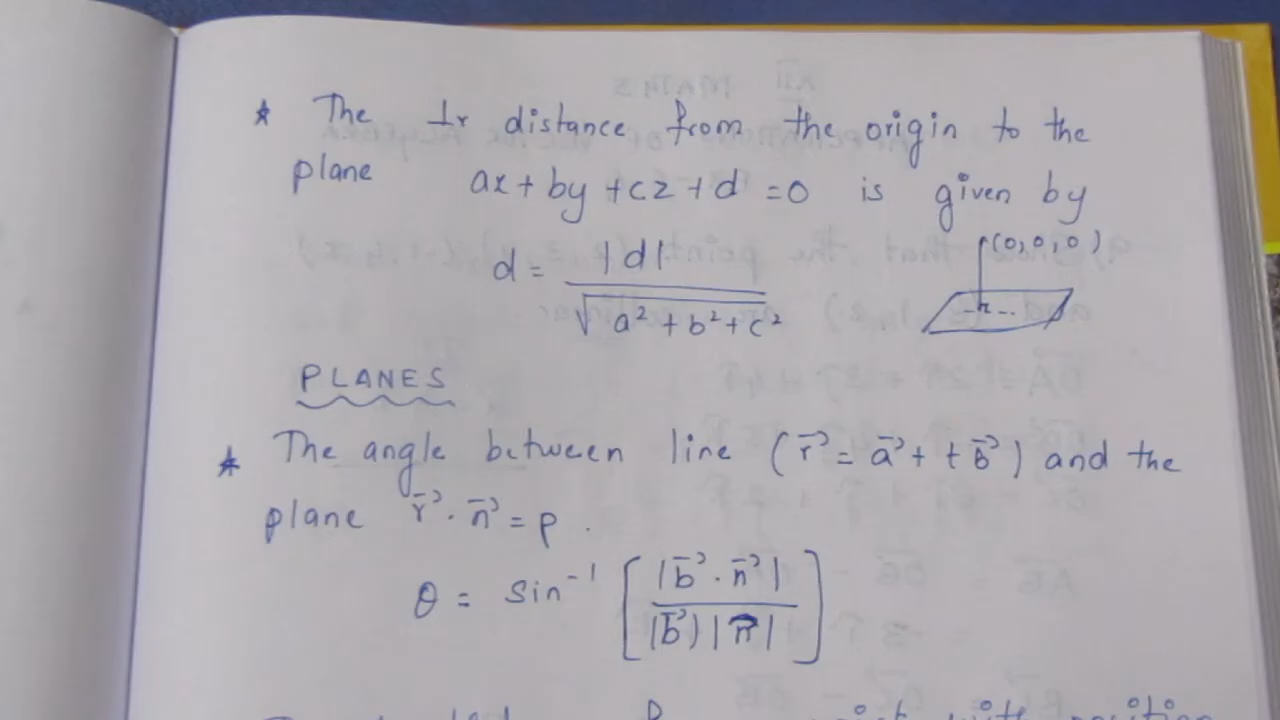 * The ⊥r distance from the origin to the
plane ax + by + cz + d = 0 is given by
d = |d| / √(a² + b² + c²)
(0,0,0)
PLANES
* The angle between line (r⃗ = a⃗ + t b⃗) and the
plane r⃗ . n⃗ = p .
θ = sin⁻¹ [ |b⃗ . n⃗| / |b⃗| |n⃗| ]